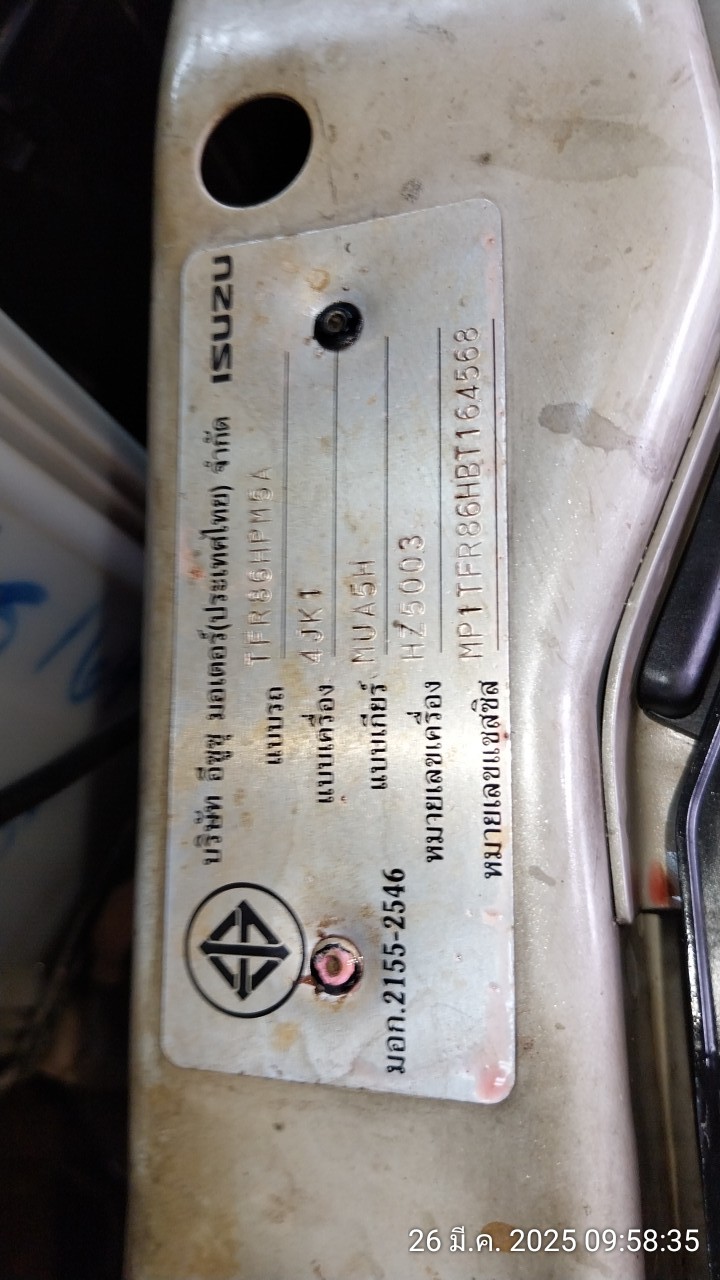 บริษัท อีซูซุ มอเตอร์(ประเทศไทย) จำกัด ISUZU
แบบรถ TFR86HPM5A
แบบเครื่อง 4JK1
แบบเกียร์ MUA5H
มอก.2155-2546
หมายเลขเครื่อง HZ5003
หมายเลขแชสซิส MP1TFR86HBT164568
26 มี.ค. 2025 09:58:35